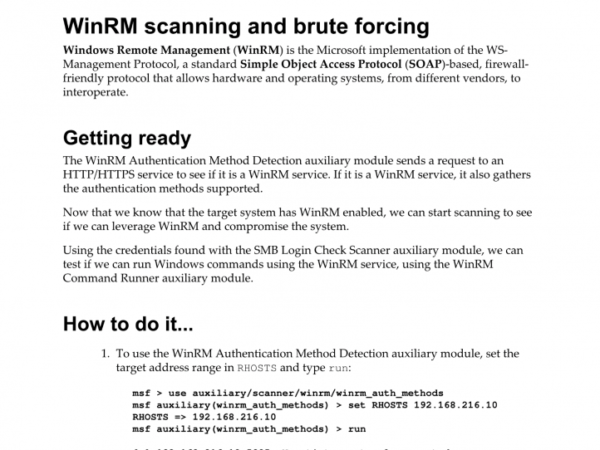 WinRM scanning and brute forcing
Windows Remote Management (WinRM) is the Microsoft implementation of the WS-
Management Protocol, a standard Simple Object Access Protocol (SOAP)-based, firewall-
friendly protocol that allows hardware and operating systems, from different vendors, to
interoperate.
Getting ready
The WinRM Authentication Method Detection auxiliary module sends a request to an
HTTP/HTTPS service to see if it is a WinRM service. If it is a WinRM service, it also gathers
the authentication methods supported.
Now that we know that the target system has WinRM enabled, we can start scanning to see
if we can leverage WinRM and compromise the system.
Using the credentials found with the SMB Login Check Scanner auxiliary module, we can
test if we can run Windows commands using the WinRM service, using the WinRM
Command Runner auxiliary module.
How to do it...
1. To use the WinRM Authentication Method Detection auxiliary module, set the
target address range in RHOSTS and type run:
msf > use auxiliary/scanner/winrm/winrm_auth_methods
msf auxiliary(winrm_auth_methods) > set RHOSTS 192.168.216.10
RHOSTS => 192.168.216.10
msf auxiliary(winrm_auth_methods) > run